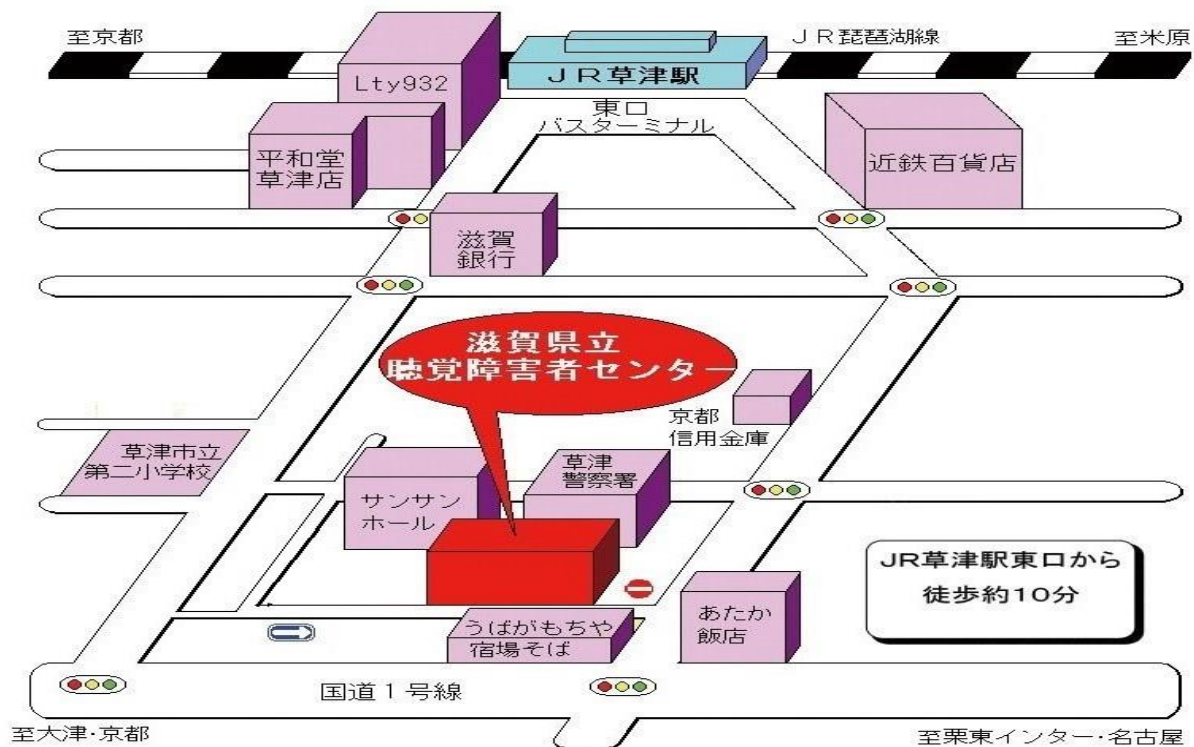 至京都
JR琵琶湖線
至米原
JR草津駅
Lty932
東口
バスターミナル
平和堂
草津店
近鉄百貨店
滋賀
銀行
滋賀県立
聴覚障害者センター
京都
信用金庫
草津市立
第二小学校
草津
警察署
サンサン
ホール
JR草津駅東口から
徒歩約10分
あたか
飯店
うばがもちや
宿場そば
国道1号線
至大津・京都
至栗東インター・名古屋